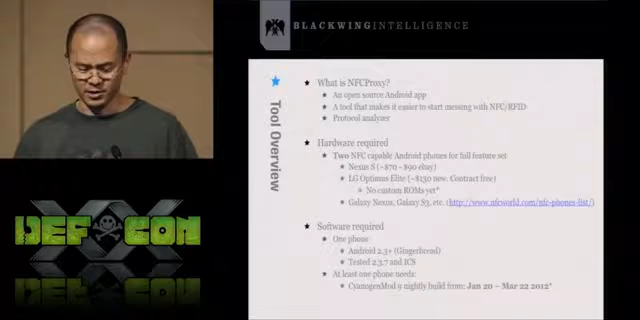 BLACKWINGINTELLIGENCE
Tool Overview
What is NFCProxy?
An open source Android app
A tool that makes it easier to start messing with NFC/RFID
Protocol analyzer
Hardware required
Two NFC capable Android phones for full feature set
Nexus S (~$70 - $90 ebay)
LG Optimus Elite (~$130 new. Contract free)
No custom ROMs yet*
Galaxy Nexus, Galaxy S3, etc. (http://www.nfcworld.com/nfc-phones-list/)
Software required
One phone
Android 2.3+ (Gingerbread)
Tested 2.3.7 and ICS
At least one phone needs:
CyanogenMod 9 nightly build from: Jan 20 – Mar 22 2012*
DEF CON
XX